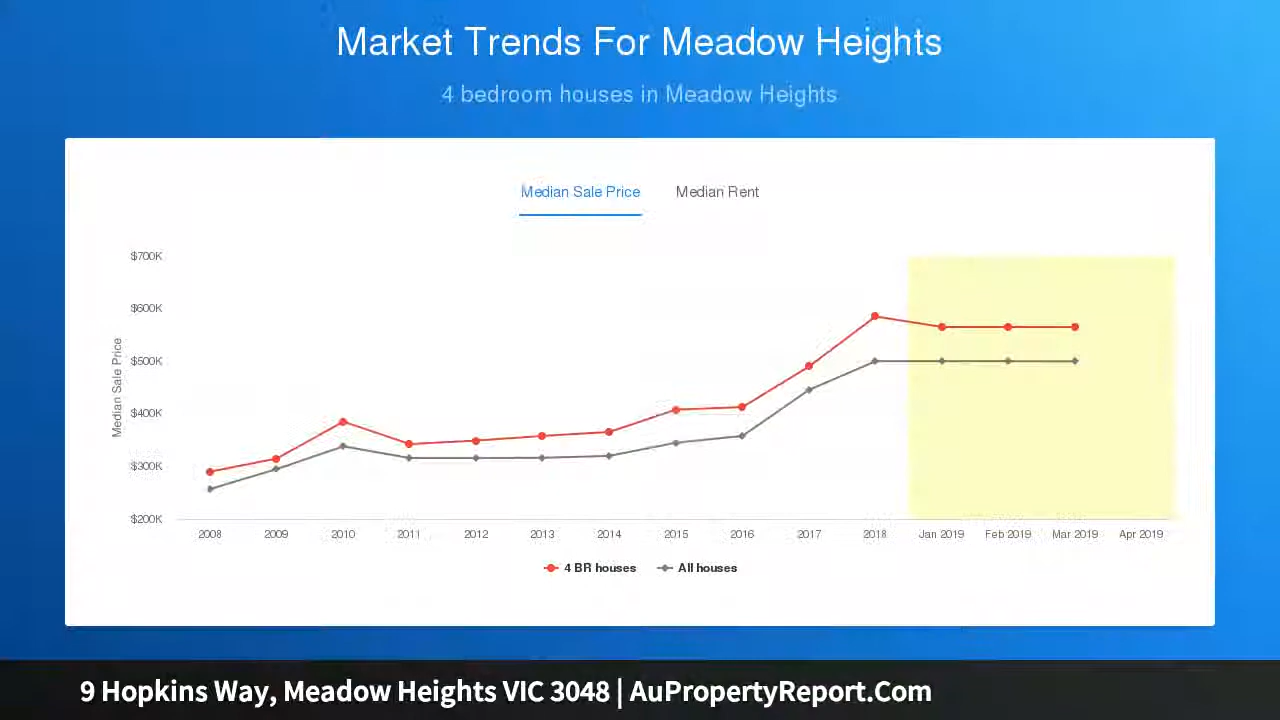 Market Trends For Meadow Heights
4 bedroom houses in Meadow Heights
Median Sale Price Median Rent
$700K
$600K
$500K
$400K
$300K
$200K
Median Sale Price
2008 2009 2010 2011 2012 2013 2014 2015 2016 2017 2018 Jan 2019 Feb 2019 Mar 2019 Apr 2019
4 BR houses All houses
9 Hopkins Way, Meadow Heights VIC 3048 | AuPropertyReport.Com